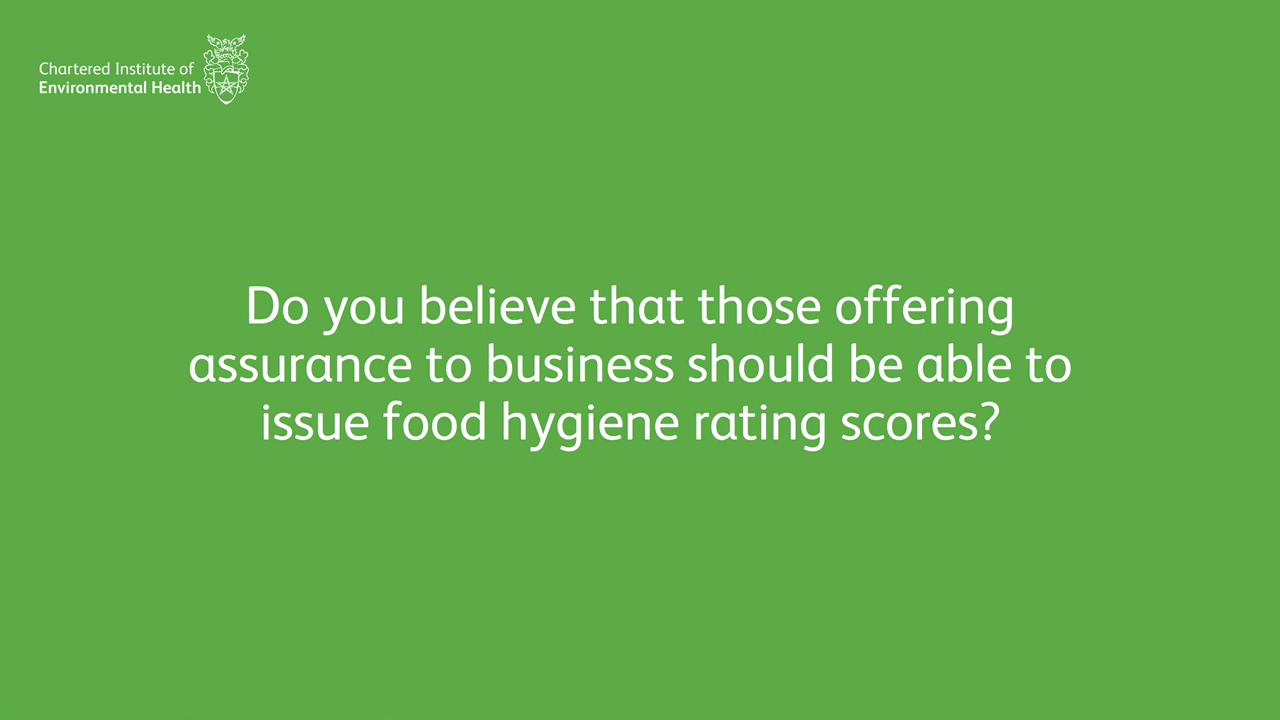 Chartered Institute of
Environmental Health
Do you believe that those offering
assurance to business should be able to
issue food hygiene rating scores?